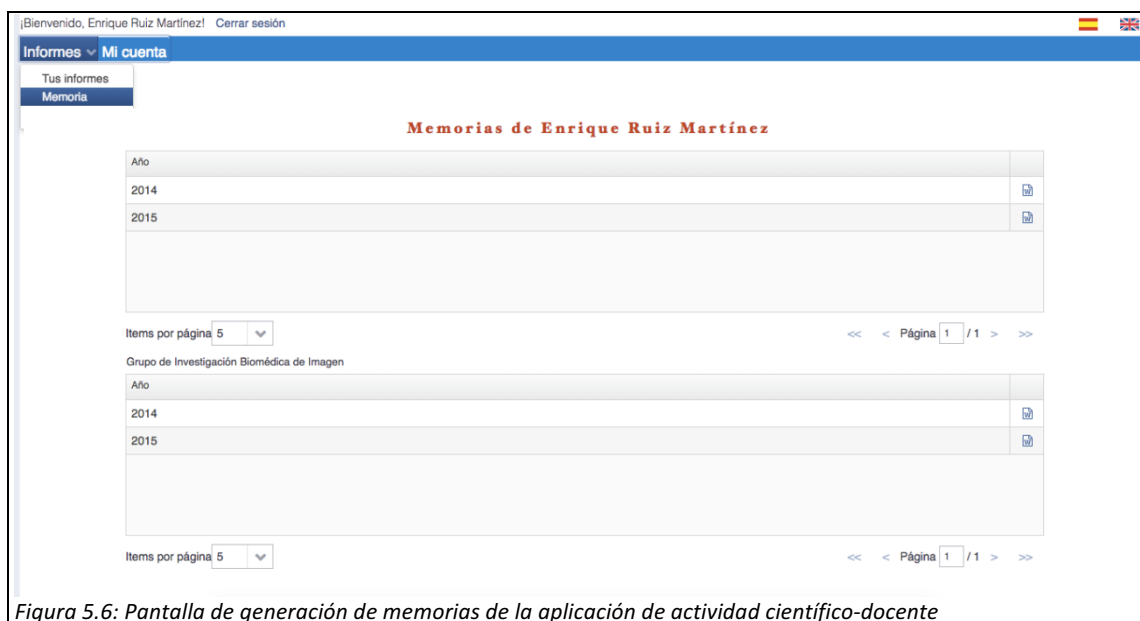 ¡Bienvenido, Enrique Ruiz Martínez! Cerrar sesión
Informes Mi cuenta
Tus informes
Memoria
Memorias de Enrique Ruiz Martínez
Año
2014
2015
Items por página 5 << < Página 1 / 1 > >>
Grupo de Investigación Biomédica de Imagen
Año
2014
2015
Items por página 5 << < Página 1 / 1 > >>
Figura 5.6: Pantalla de generación de memorias de la aplicación de actividad científico-docente